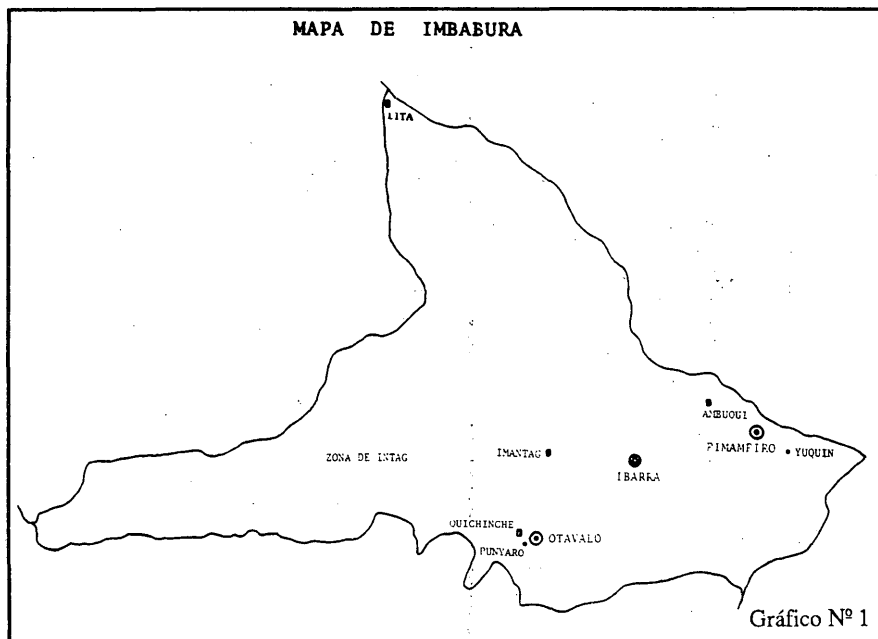 MAPA DE IMBABURA
LITA
AMBUQUI
PIMAMPIRO
YUQUIN
ZONA DE INTAG
IMANTAG
IBARRA
QUICHINCHE
OTAVALO
PUNYARO
Gráfico Nº 1